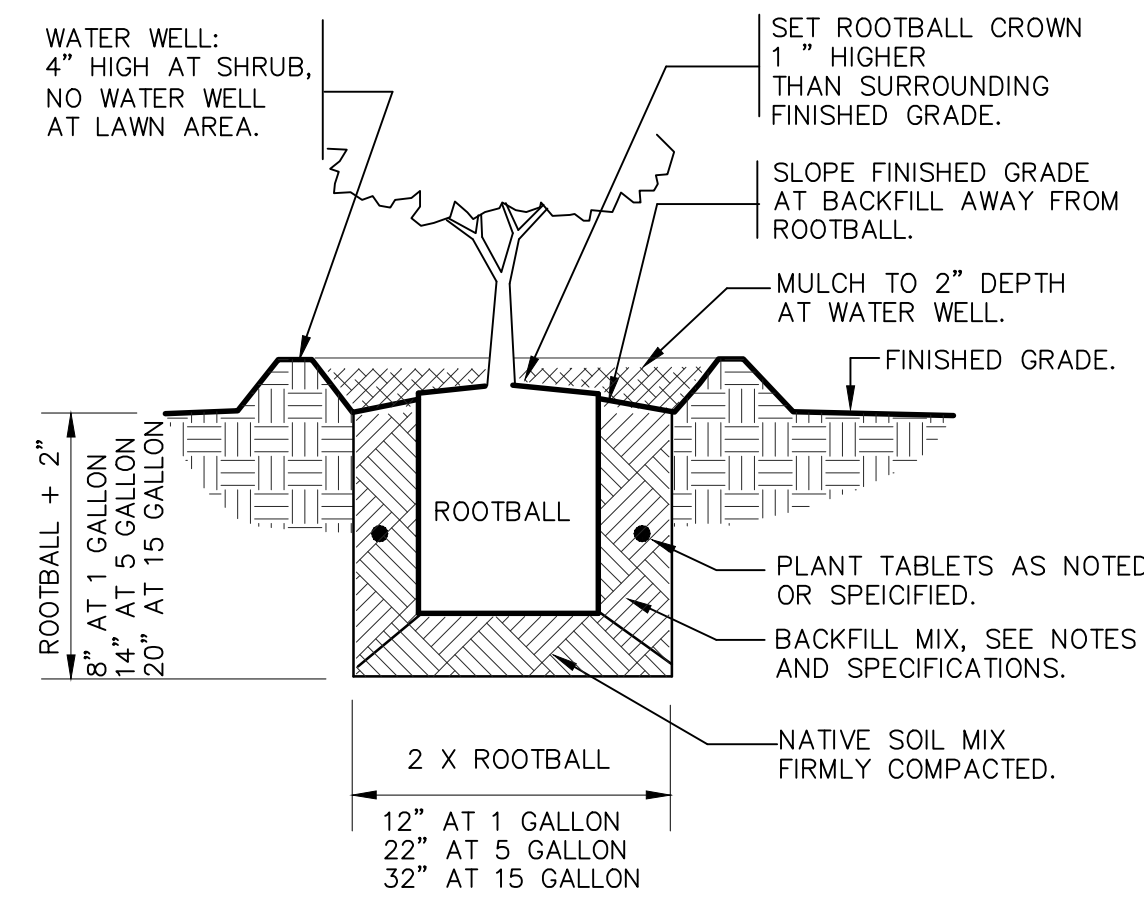 WATER WELL:
4" HIGH AT SHRUB,
NO WATER WELL
AT LAWN AREA.
SET ROOTBALL CROWN
1 " HIGHER
THAN SURROUNDING
FINISHED GRADE.
SLOPE FINISHED GRADE
AT BACKFILL AWAY FROM
ROOTBALL.
MULCH TO 2" DEPTH
AT WATER WELL.
FINISHED GRADE.
ROOTBALL + 2"
8" AT 1 GALLON
14" AT 5 GALLON
20" AT 15 GALLON
ROOTBALL
PLANT TABLETS AS NOTED
OR SPEICIFIED.
BACKFILL MIX, SEE NOTES
AND SPECIFICATIONS.
NATIVE SOIL MIX
FIRMLY COMPACTED.
2 X ROOTBALL
12" AT 1 GALLON
22" AT 5 GALLON
32" AT 15 GALLON